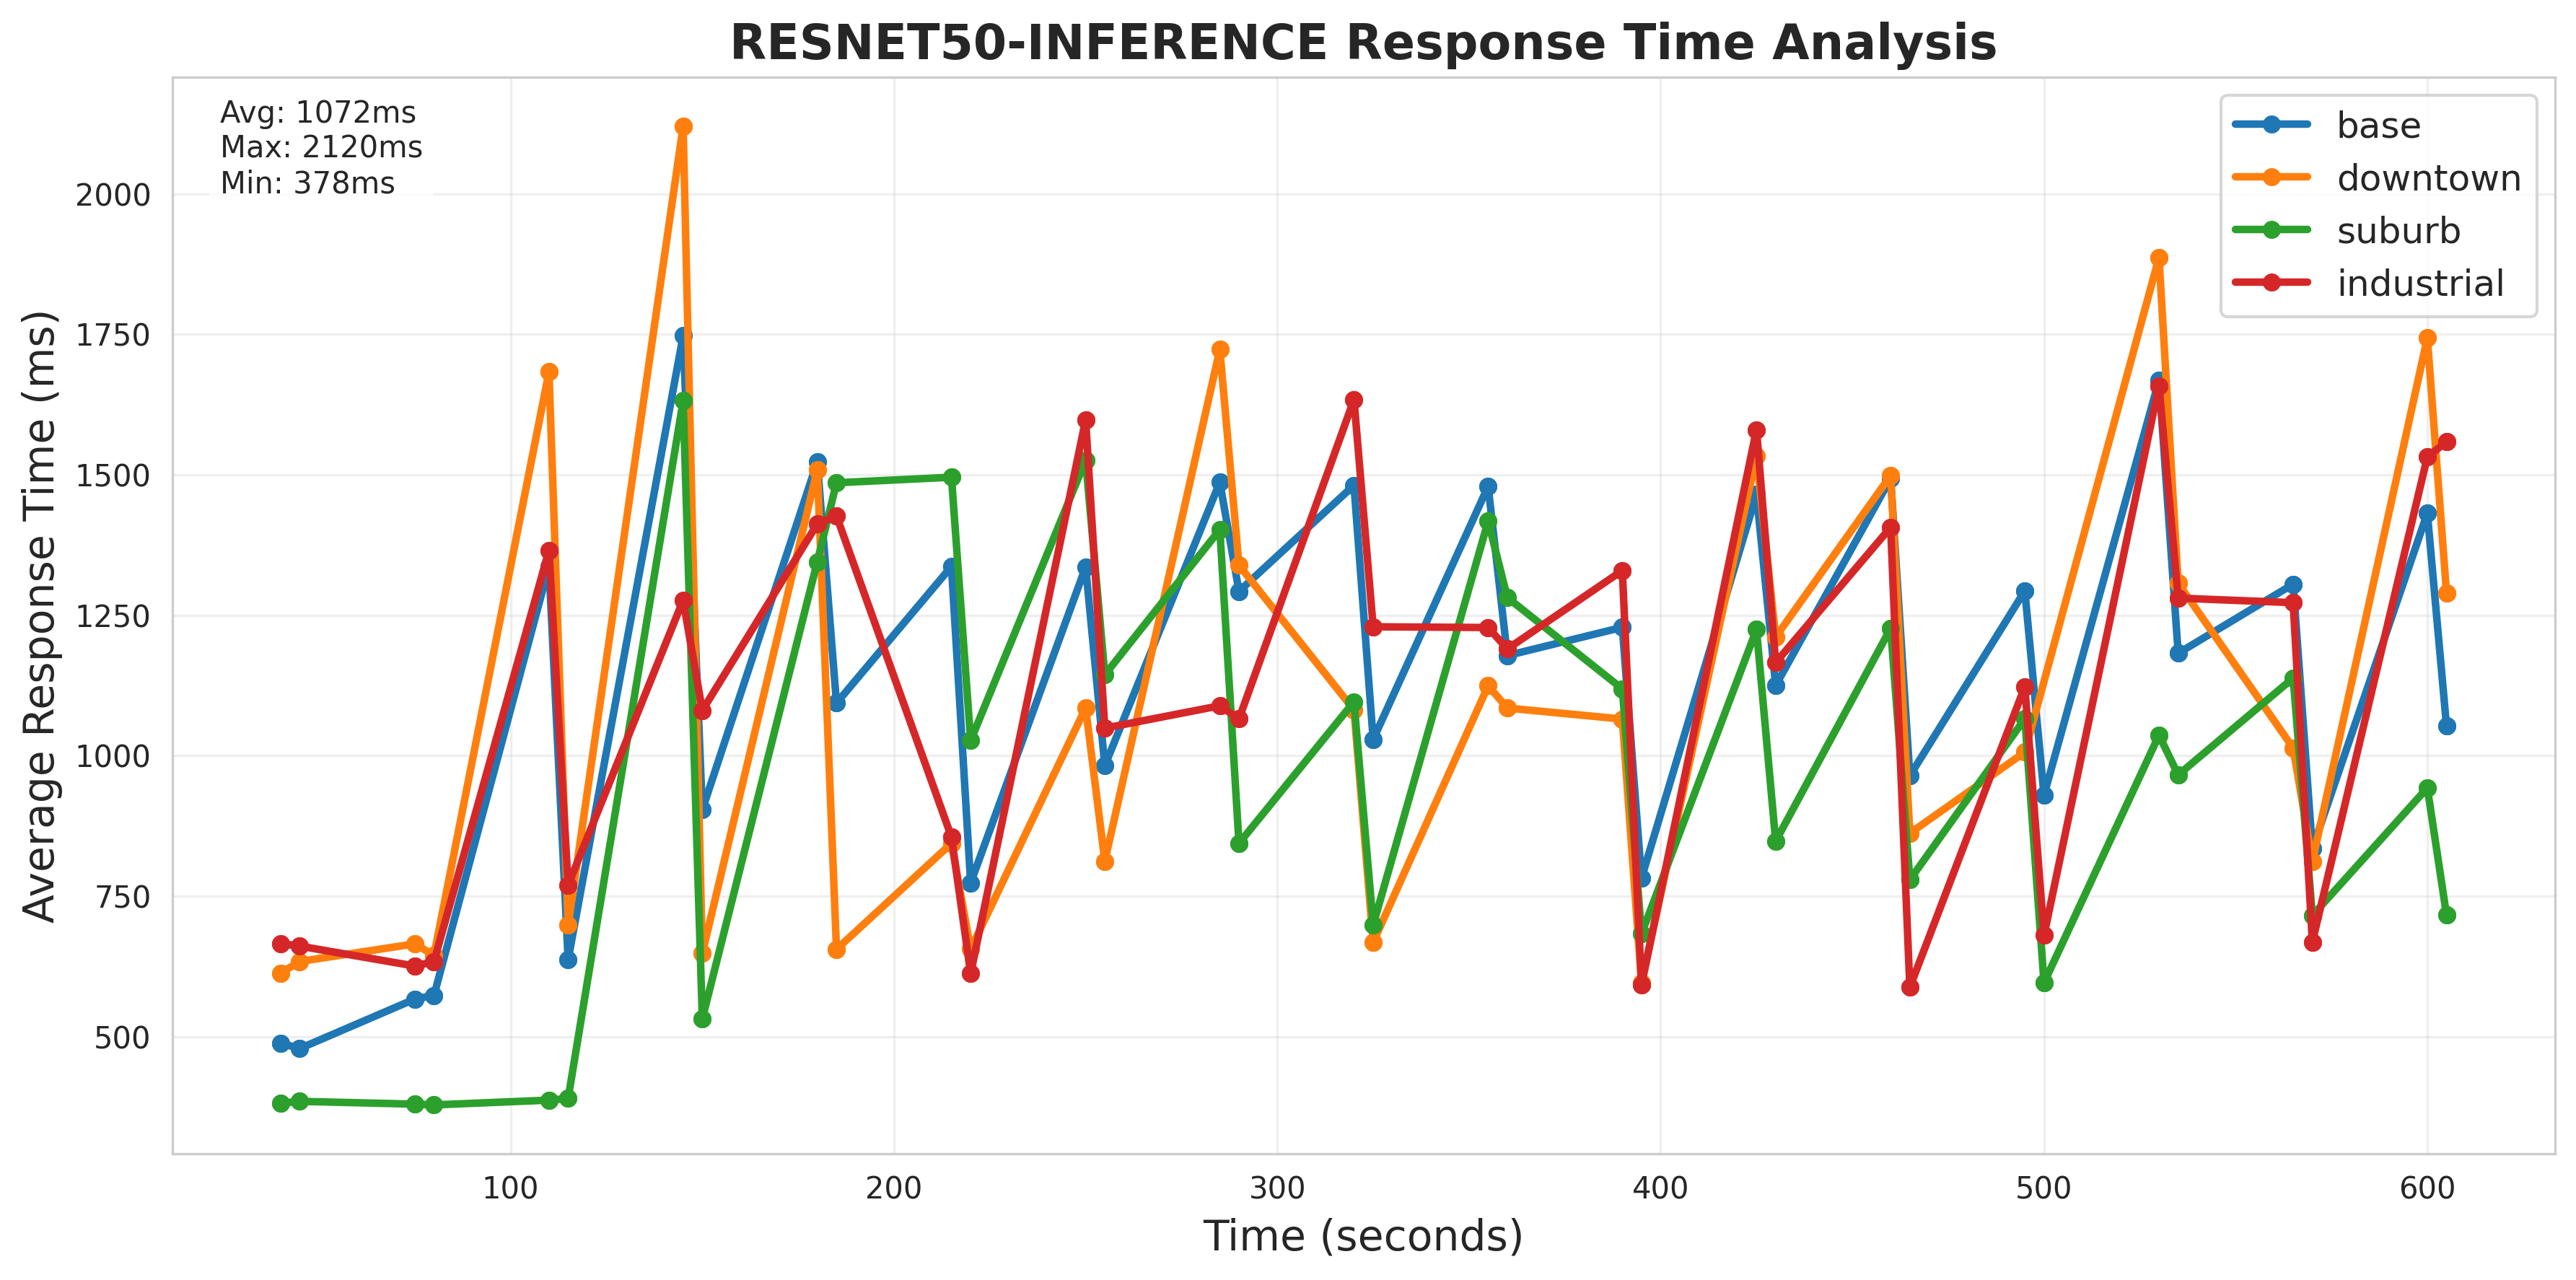 RESNET50-INFERENCE Response Time Analysis
Avg: 1072ms
Max: 2120ms
Min: 378ms
base
downtown
suburb
industrial
Average Response Time (ms)
2000
1750
1500
1250
1000
750
500
100 200 300 400 500 600
Time (seconds)